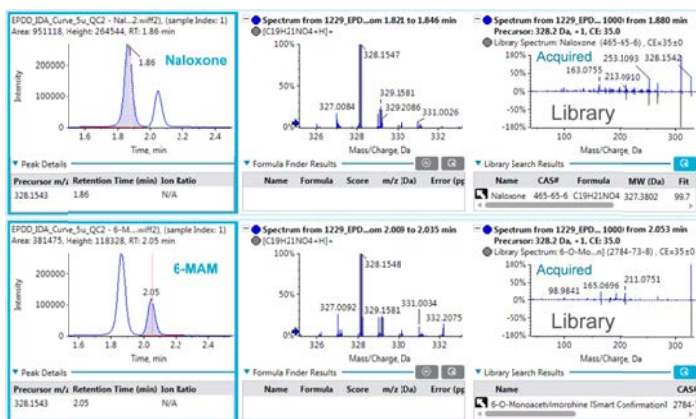 EPDD_IDA_Curve_5u_QC2 - Nal...2.wiff2), (sample Index: 1)
Area: 951118, Height: 264544, RT: 1.86 min
1.86
Naloxone
200000
100000
0
Intensity
1.6 1.8 2.0 2.2 2.4
Time, min
Peak Details
Precursor m/z Retention Time (min) Ion Ratio
328.1543 1.86 N/A
Spectrum from 1229_EPD...om 1.821 to 1.846 min
[C19H21NO4+H]+
100%
50%
0%
328.1547
327.0084
329.1581
329.2086
331.0026
326 328 330 332
Mass/Charge, Da
Formula Finder Results
Name Formula Score m/z (Da) Error (pp
Spectrum from 1229_EPD... 1000) from 1.880 min
Precursor: 328.2 Da, +1, CE: 35.0
Library Spectrum: Naloxone (465-65-6), CE=35±0
180%
90%
0%
-90%
-180%
Acquired
253.1093 328.1542
163.0755
213.0910
Library
100 150 200 250 300
Mass/Charge, Da
Library Search Results
Name CAS# Formula MW (Da) Fit
Naloxone 465-65-6 C19H21NO4 327.3802 99.7
EPDD_IDA_Curve_5u_QC2 - 6-M...wiff2), (sample Index: 1)
Area: 381475, Height: 118328, RT: 2.05 min
6-MAM
2.05
200000
100000
0
Intensity
1.6 1.8 2.0 2.2 2.4
Time, min
Peak Details
Precursor m/z Retention Time (min) Ion Ratio
328.1543 2.05 N/A
Spectrum from 1229_EPD...om 2.009 to 2.035 min
[C19H21NO4+H]+
100%
50%
0%
328.1548
327.0092
329.1581
331.0034
332.2075
326 328 330 332
Mass/Charge, Da
Formula Finder Results
Name Formula Score m/z (Da) Error (pp
Spectrum from 1229_EPD... 1000) from 2.053 min
Precursor: 328.2 Da, +1, CE: 35.0
Library Spectrum: 6-O-Mo...n] (2784-73-8), CE=35±0
180%
90%
0%
-90%
-180%
Acquired
98.9841
165.0696
211.0751
Library
100 150 200 250 300
Mass/Charge, Da
Library Search Results
Name CAS#
6-O-Monoacetylmorphine [Smart Confirmation] 2784-